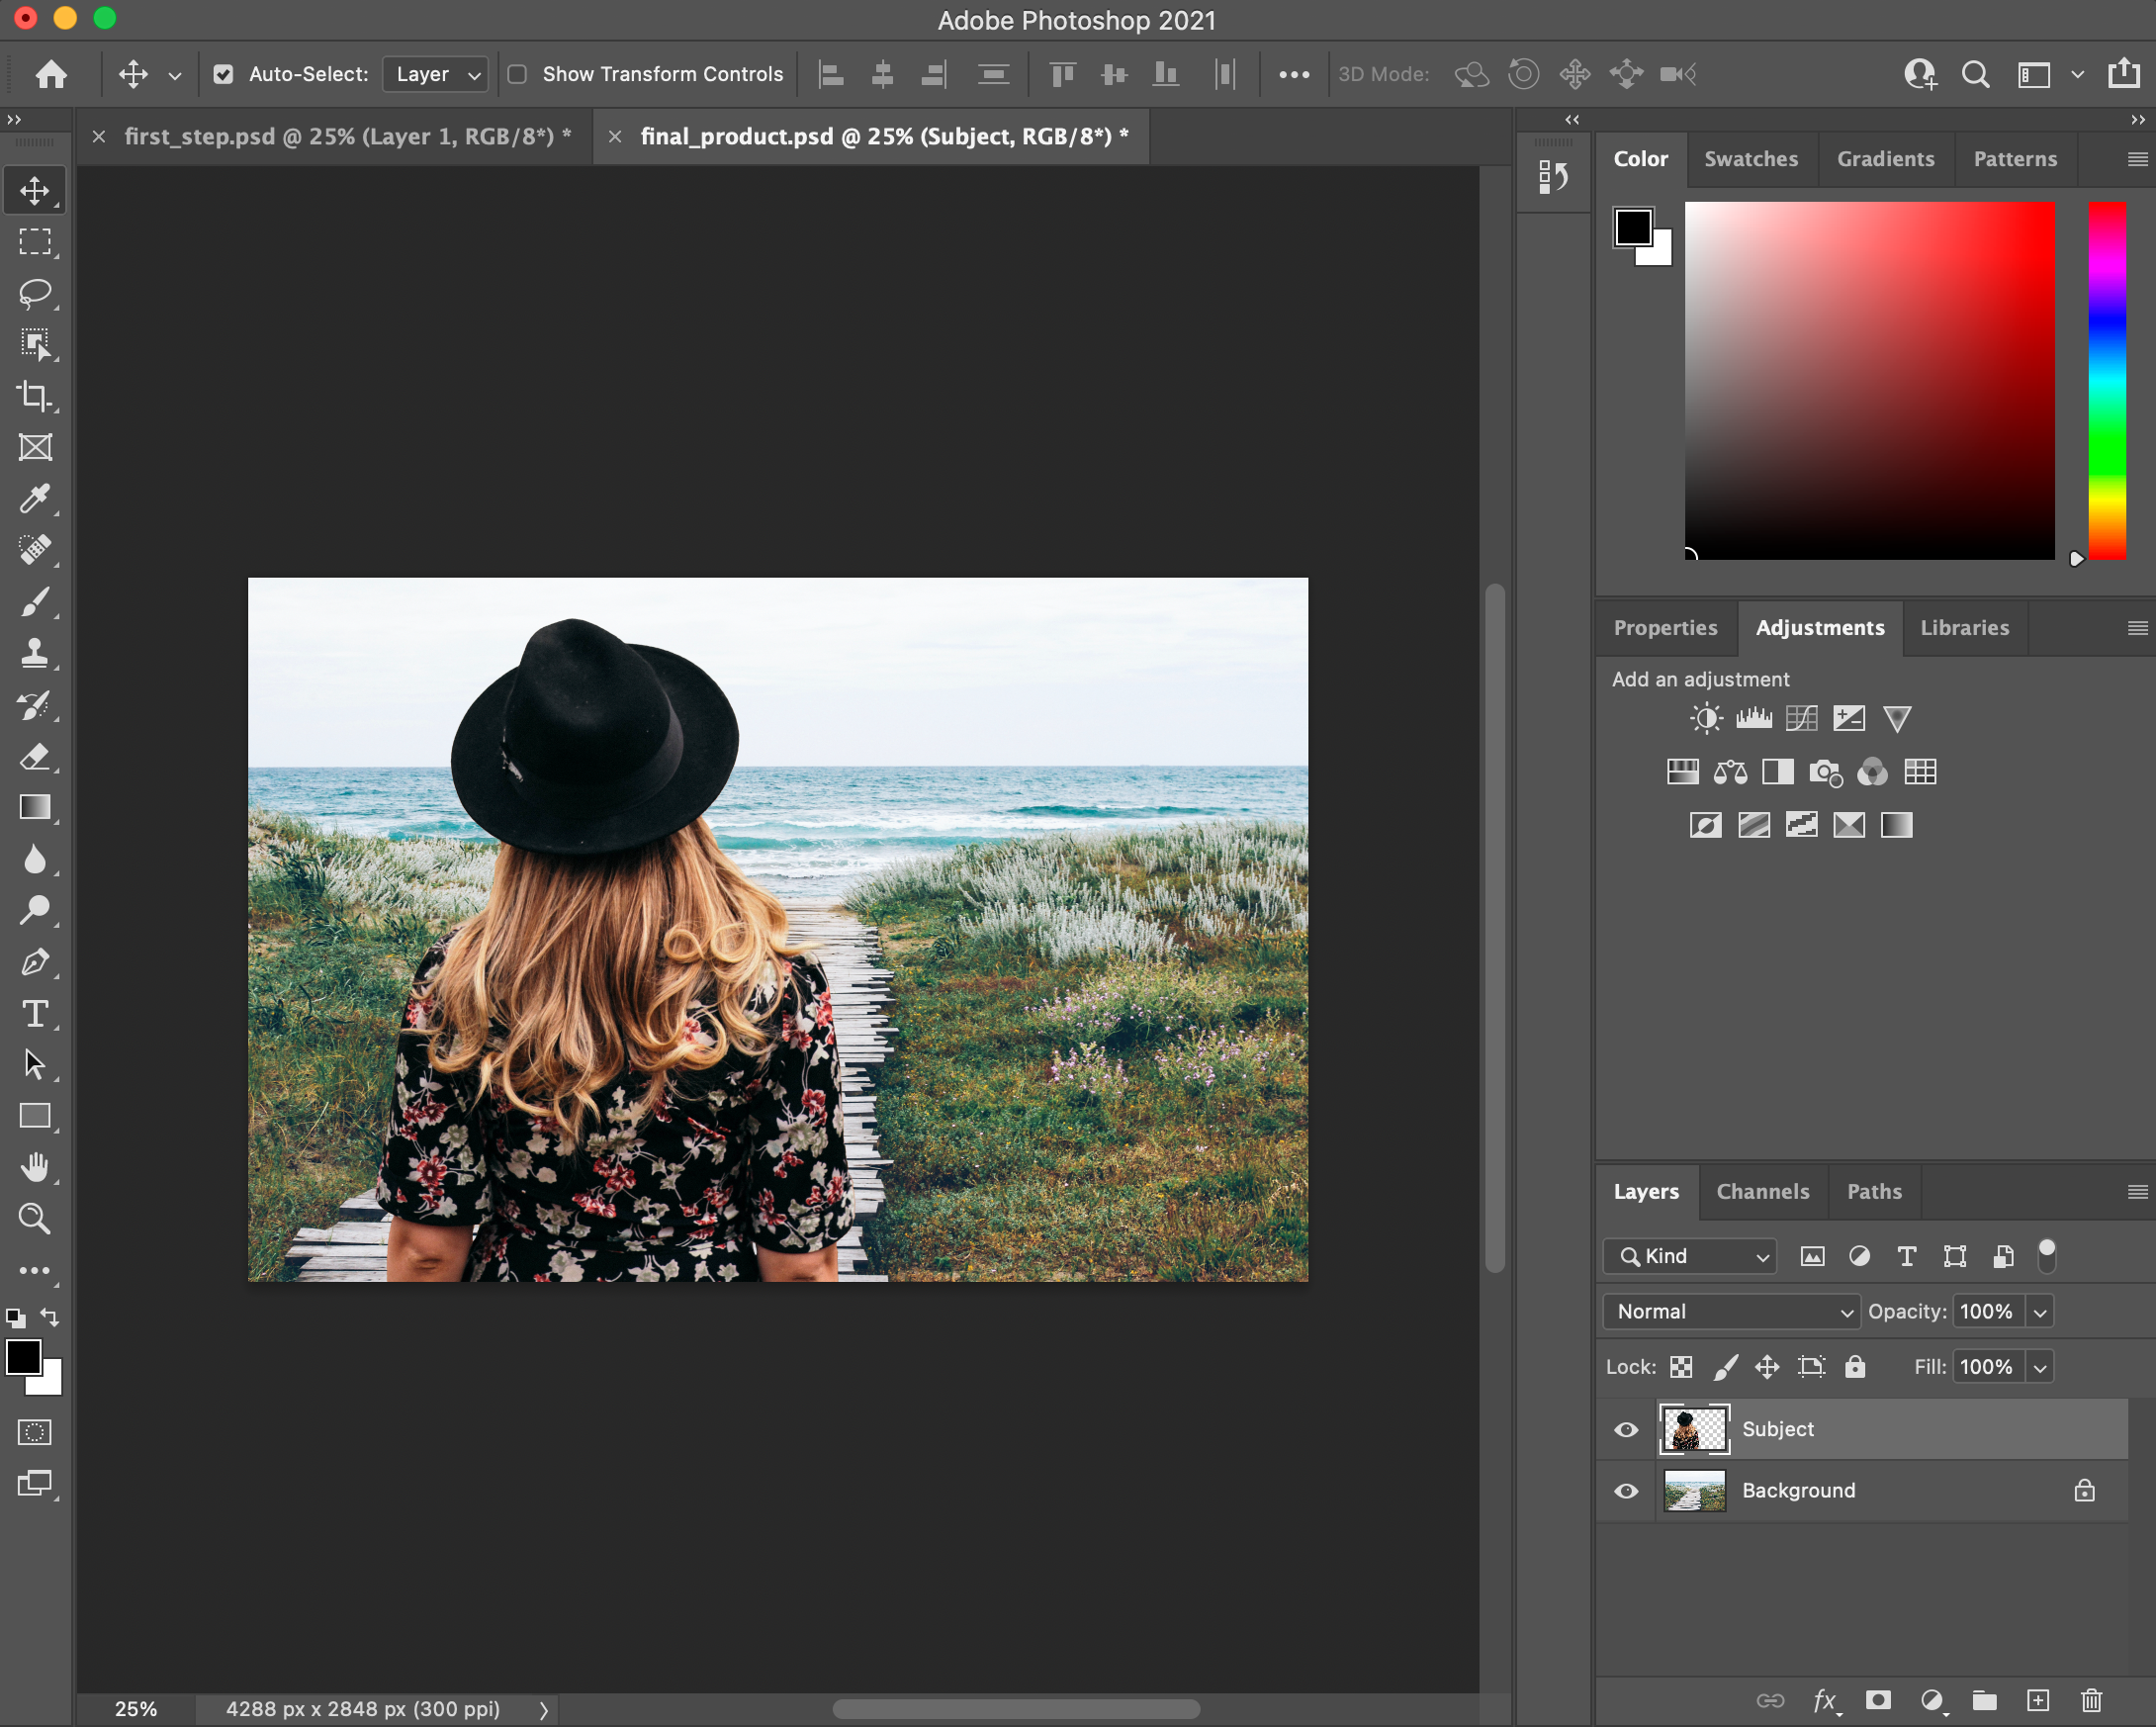 Adobe Photoshop 2021
Auto-Select: Layer Show Transform Controls 3D Mode:
first_step.psd @ 25% (Layer 1, RGB/8*) * final_product.psd @ 25% (Subject, RGB/8*) *
Color Swatches Gradients Patterns
Properties Adjustments Libraries
Add an adjustment
Layers Channels Paths
Kind
Normal Opacity: 100%
Lock: Fill: 100%
Subject
Background
25% 4288 px x 2848 px (300 ppi)
fx